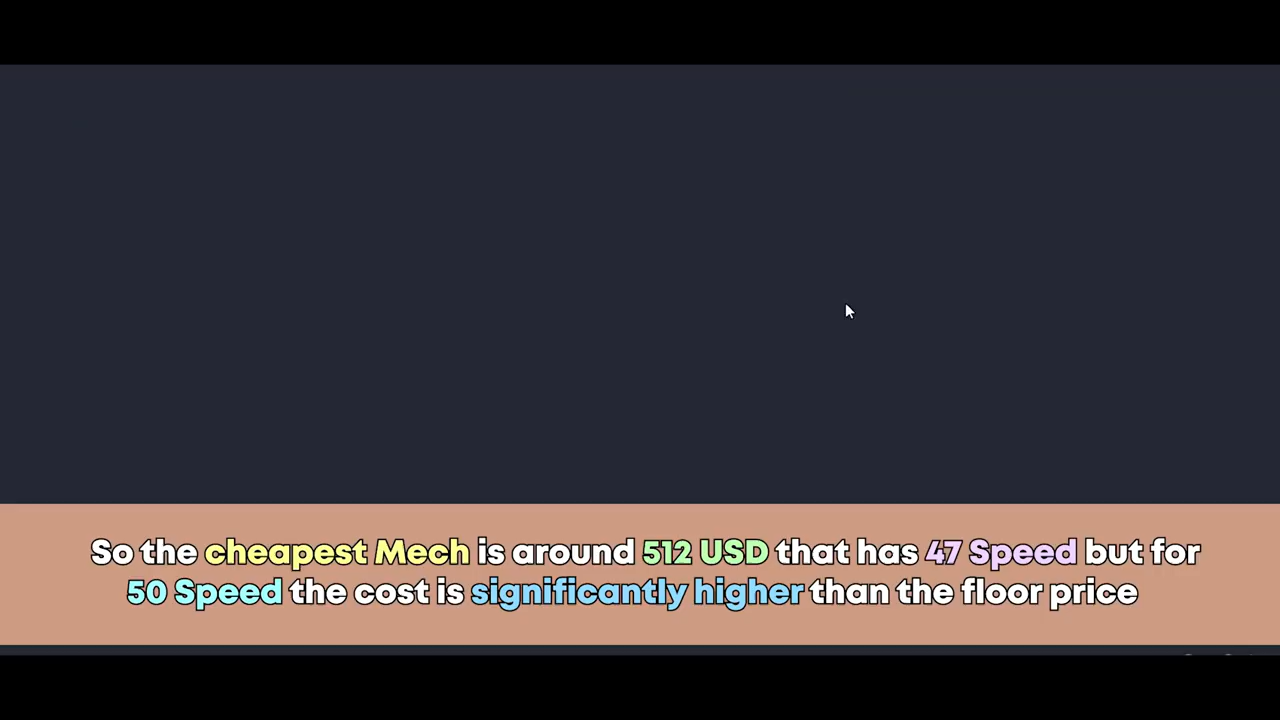 So the cheapest Mech is around 512 USD that has 47 Speed but for
50 Speed the cost is significantly higher than the floor price